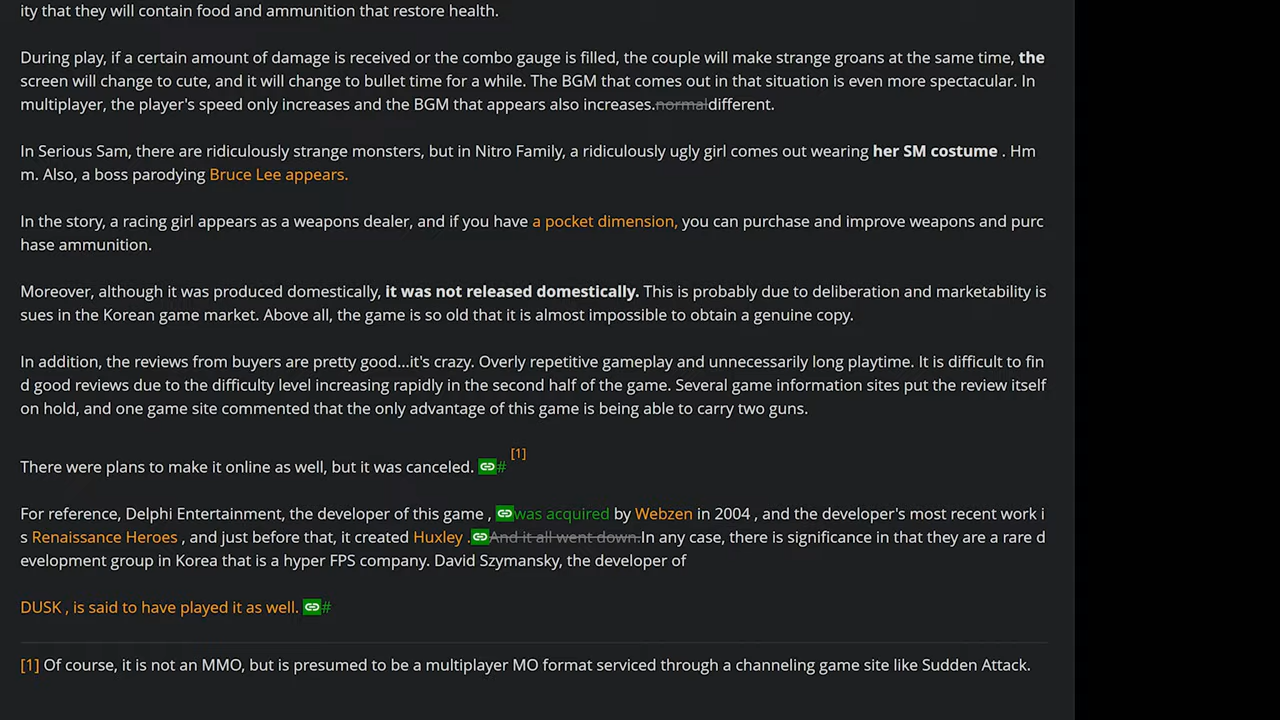 ity that they will contain food and ammunition that restore health.
During play, if a certain amount of damage is received or the combo gauge is filled, the couple will make strange groans at the same time, the
screen will change to cute, and it will change to bullet time for a while. The BGM that comes out in that situation is even more spectacular. In
multiplayer, the player's speed only increases and the BGM that appears also increases.normaldifferent.
In Serious Sam, there are ridiculously strange monsters, but in Nitro Family, a ridiculously ugly girl comes out wearing her SM costume . Hm
m. Also, a boss parodying Bruce Lee appears.
In the story, a racing girl appears as a weapons dealer, and if you have a pocket dimension, you can purchase and improve weapons and purc
hase ammunition.
Moreover, although it was produced domestically, it was not released domestically. This is probably due to deliberation and marketability is
sues in the Korean game market. Above all, the game is so old that it is almost impossible to obtain a genuine copy.
In addition, the reviews from buyers are pretty good...it's crazy. Overly repetitive gameplay and unnecessarily long playtime. It is difficult to fin
d good reviews due to the difficulty level increasing rapidly in the second half of the game. Several game information sites put the review itself
on hold, and one game site commented that the only advantage of this game is being able to carry two guns.
There were plans to make it online as well, but it was canceled. # [1]
For reference, Delphi Entertainment, the developer of this game , was acquired by Webzen in 2004 , and the developer's most recent work i
s Renaissance Heroes , and just before that, it created Huxley . And it all went down.In any case, there is significance in that they are a rare d
evelopment group in Korea that is a hyper FPS company. David Szymansky, the developer of
DUSK , is said to have played it as well. #
[1] Of course, it is not an MMO, but is presumed to be a multiplayer MO format serviced through a channeling game site like Sudden Attack.